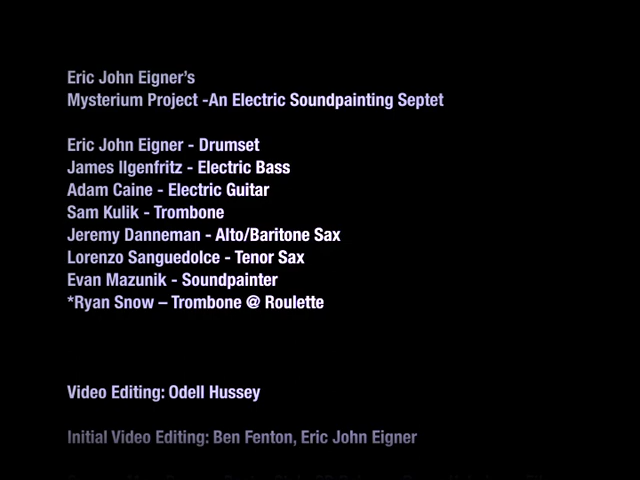 Eric John Eigner’s
Mysterium Project -An Electric Soundpainting Septet
Eric John Eigner - Drumset
James Ilgenfritz - Electric Bass
Adam Caine - Electric Guitar
Sam Kulik - Trombone
Jeremy Danneman - Alto/Baritone Sax
Lorenzo Sanguedolce - Tenor Sax
Evan Mazunik - Soundpainter
*Ryan Snow – Trombone @ Roulette
Video Editing: Odell Hussey
Initial Video Editing: Ben Fenton, Eric John Eigner